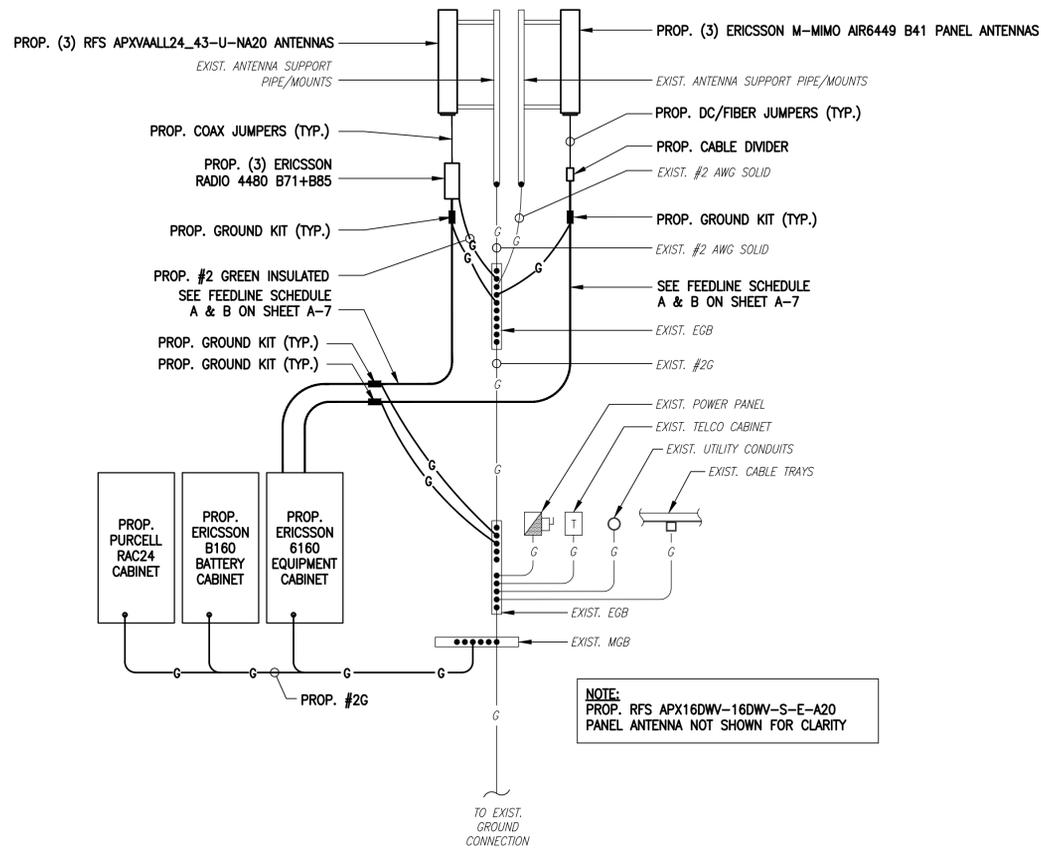 PROP. (3) RFS APXVAALL24_43-U-NA20 ANTENNAS
EXIST. ANTENNA SUPPORT
PIPE/MOUNTS
PROP. (3) ERICSSON M-MIMO AIR6449 B41 PANEL ANTENNAS
EXIST. ANTENNA SUPPORT PIPE/MOUNTS
PROP. COAX JUMPERS (TYP.)
PROP. DC/FIBER JUMPERS (TYP.)
PROP. (3) ERICSSON
RADIO 4480 B71+B85
PROP. CABLE DIVIDER
EXIST. #2 AWG SOLID
PROP. GROUND KIT (TYP.)
PROP. GROUND KIT (TYP.)
G
G
G
EXIST. #2 AWG SOLID
G
G
PROP. #2 GREEN INSULATED
SEE FEEDLINE SCHEDULE
A & B ON SHEET A-7
SEE FEEDLINE SCHEDULE
A & B ON SHEET A-7
EXIST. EGB
PROP. GROUND KIT (TYP.)
PROP. GROUND KIT (TYP.)
EXIST. #2G
G
EXIST. POWER PANEL
EXIST. TELCO CABINET
EXIST. UTILITY CONDUITS
EXIST. CABLE TRAYS
G
G
G
PROP.
PURCELL
RAC24
CABINET
PROP.
ERICSSON
B160
BATTERY
CABINET
PROP.
ERICSSON
6160
EQUIPMENT
CABINET
T
G
G
G
G
EXIST. EGB
EXIST. MGB
G
G
G
G
PROP. #2G
G
NOTE:
PROP. RFS APX16DWV-16DWV-S-E-A20
PANEL ANTENNA NOT SHOWN FOR CLARITY
TO EXIST.
GROUND
CONNECTION